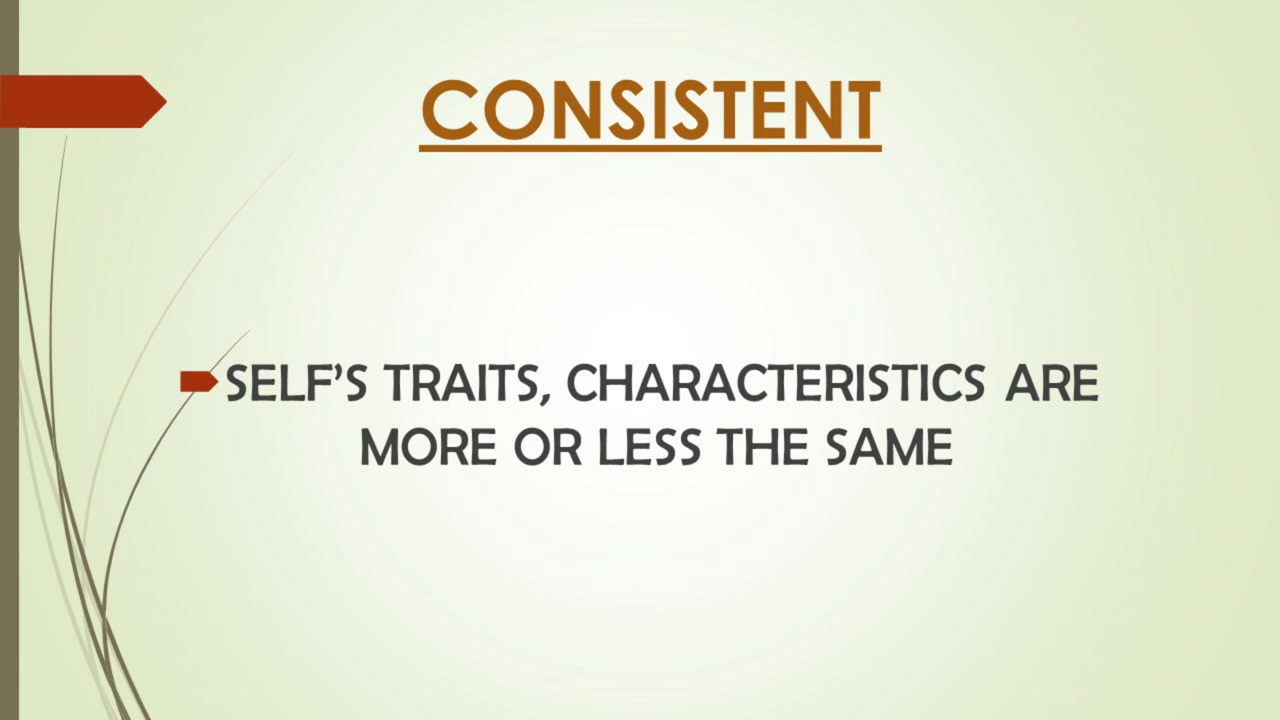 CONSISTENT
SELF’S TRAITS, CHARACTERISTICS ARE
MORE OR LESS THE SAME